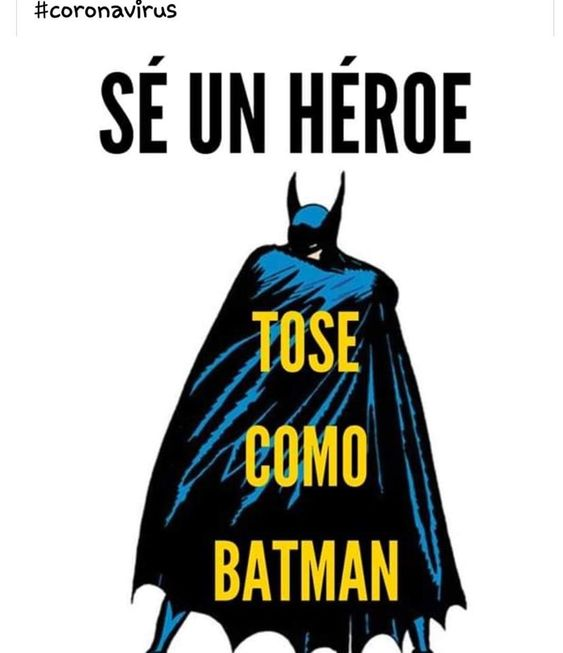 #coronavirus
SÉ UN HÉROE
TOSE
COMO
BATMAN